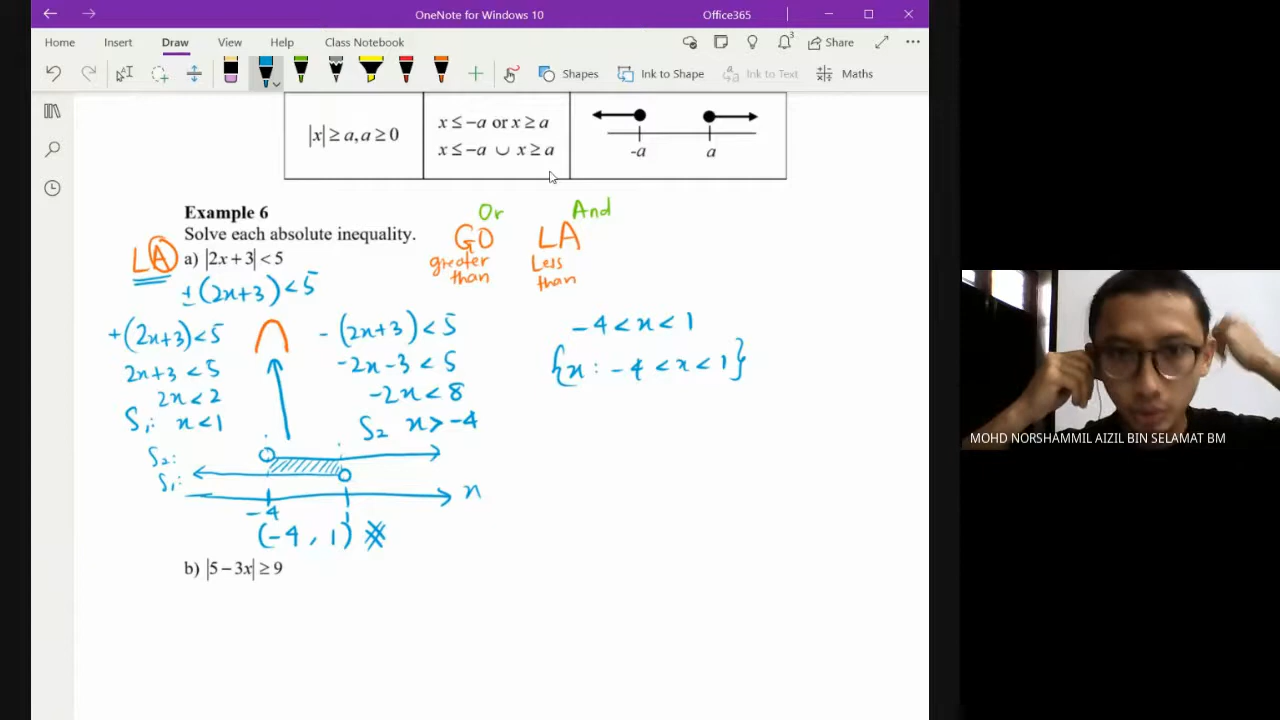 OneNote for Windows 10
Office365
Home Insert Draw View Help Class Notebook
3
Share
Shapes Ink to Shape Ink to Text Maths
|x| ≥ a, a ≥ 0
x ≤ -a or x ≥ a
x ≤ -a ∪ x ≥ a
-a a
Example 6
Solve each absolute inequality.
Or And
GO LA
greater than
Less than
LA a) |2x + 3| < 5
±(2x+3) < 5
+(2x+3) < 5 ∩ -(2x+3) < 5
2x+3 < 5 -2x-3 < 5
2x < 2 -2x < 8
S₁: x < 1 S₂ x > -4
-4 < x < 1
{x : -4 < x < 1}
S₂:
S₁:
x
-4 1
(-4, 1)
b) |5 - 3x| ≥ 9
MOHD NORSHAMMIL AIZIL BIN SELAMAT BM